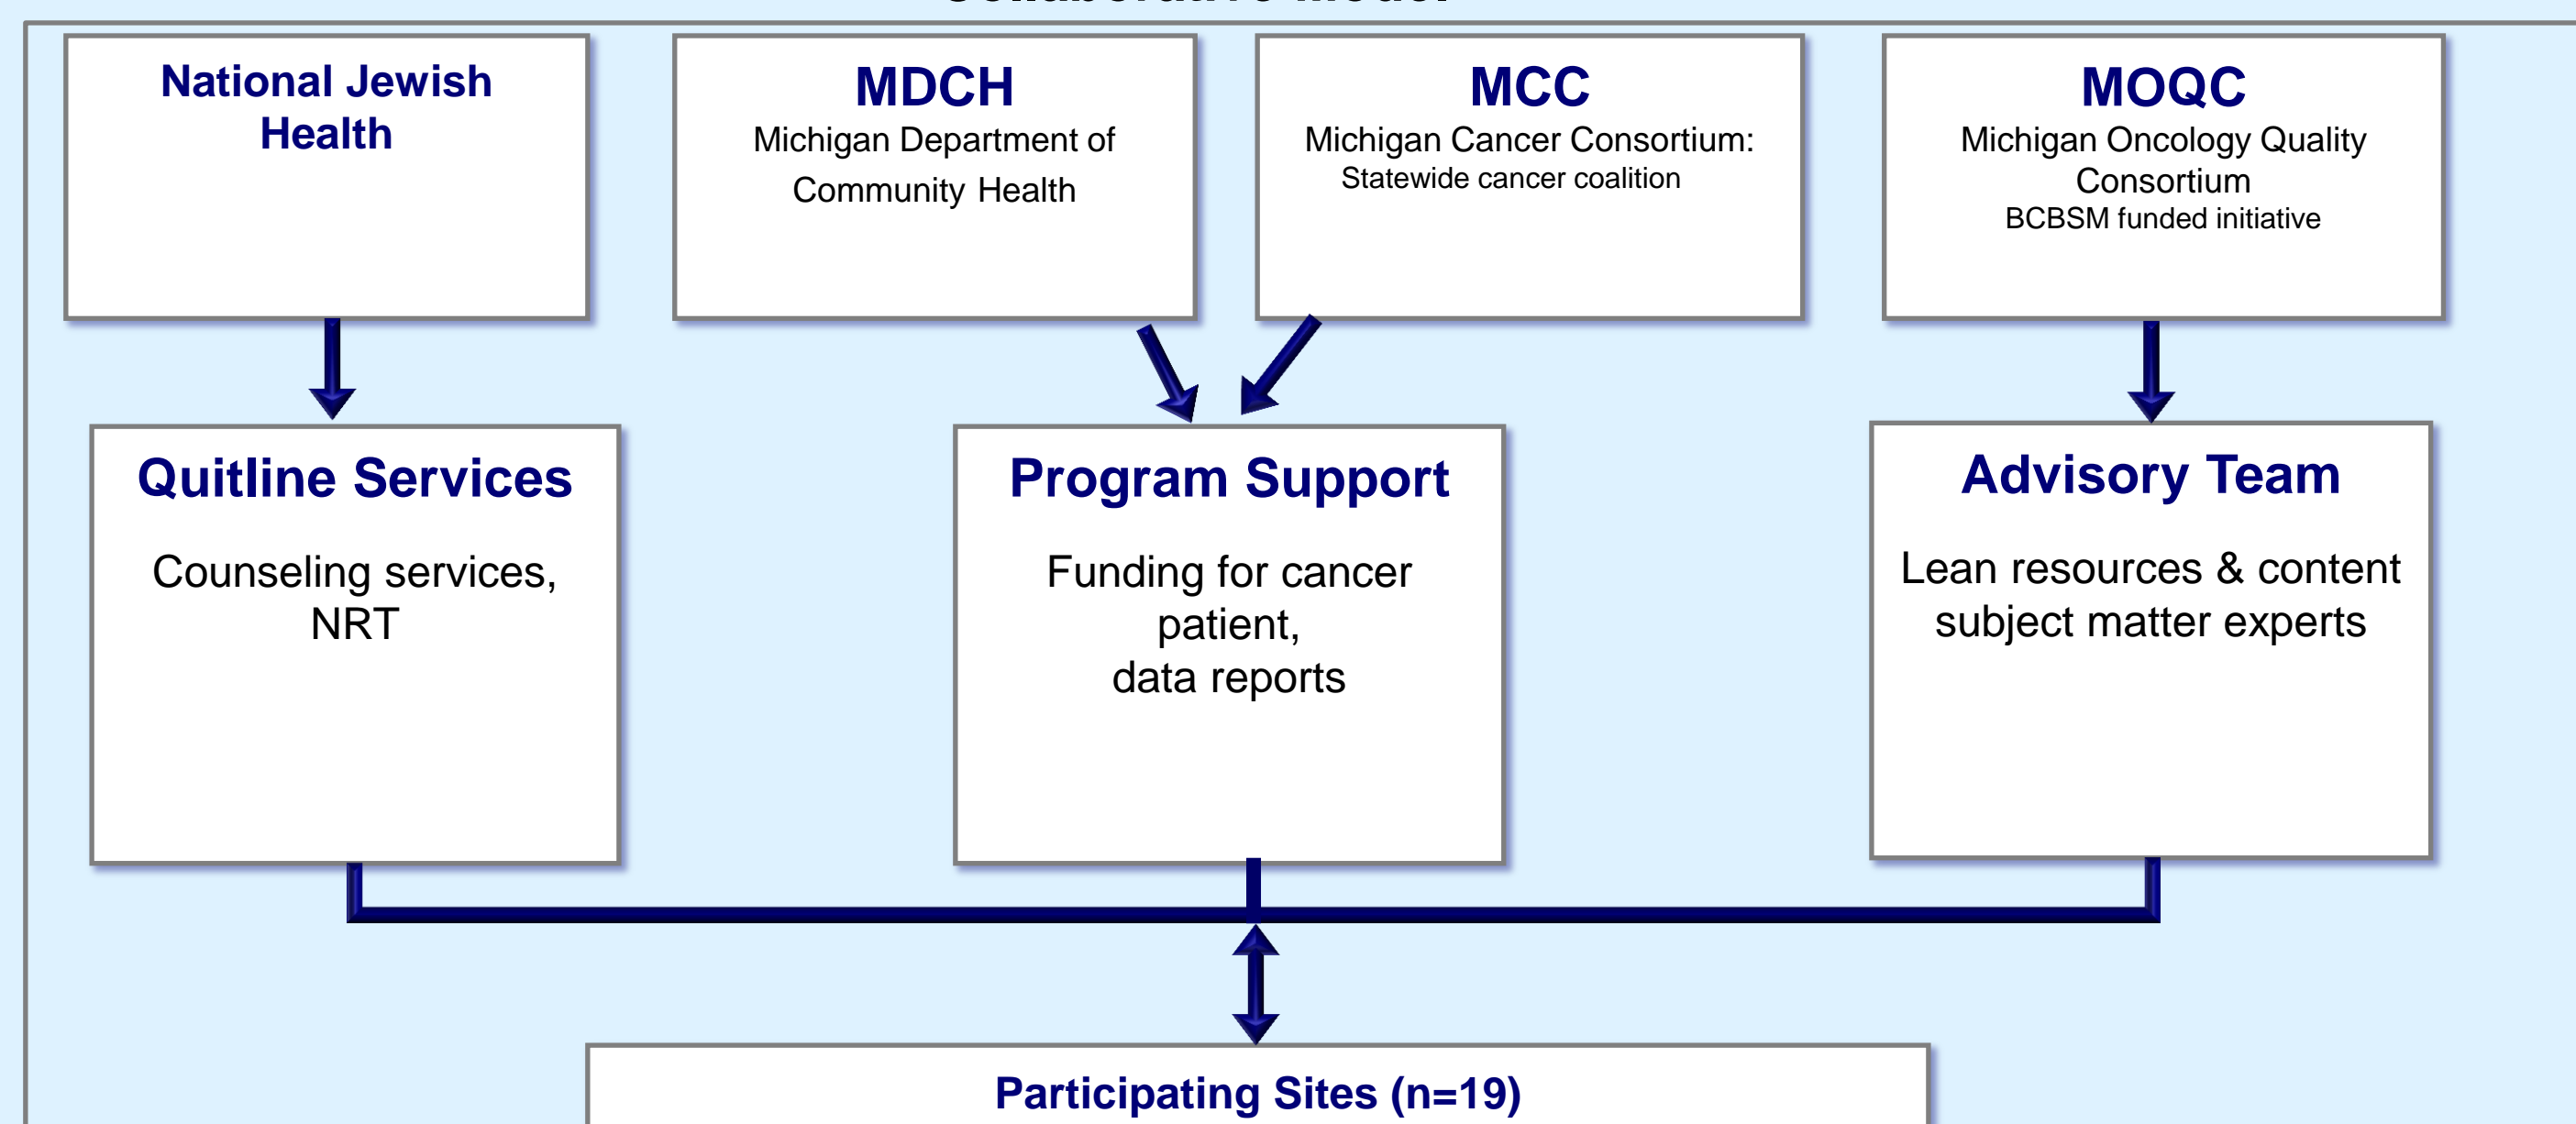 Collaborative Model
National Jewish
Health
MDCH
Michigan Department of
Community Health
MCC
Michigan Cancer Consortium:
Statewide cancer coalition
MOQC
Michigan Oncology Quality
Consortium
BCBSM funded initiative
Quitline Services
Counseling services,
NRT
Program Support
Funding for cancer
patient,
data reports
Advisory Team
Lean resources & content
subject matter experts
Participating Sites (n=19)